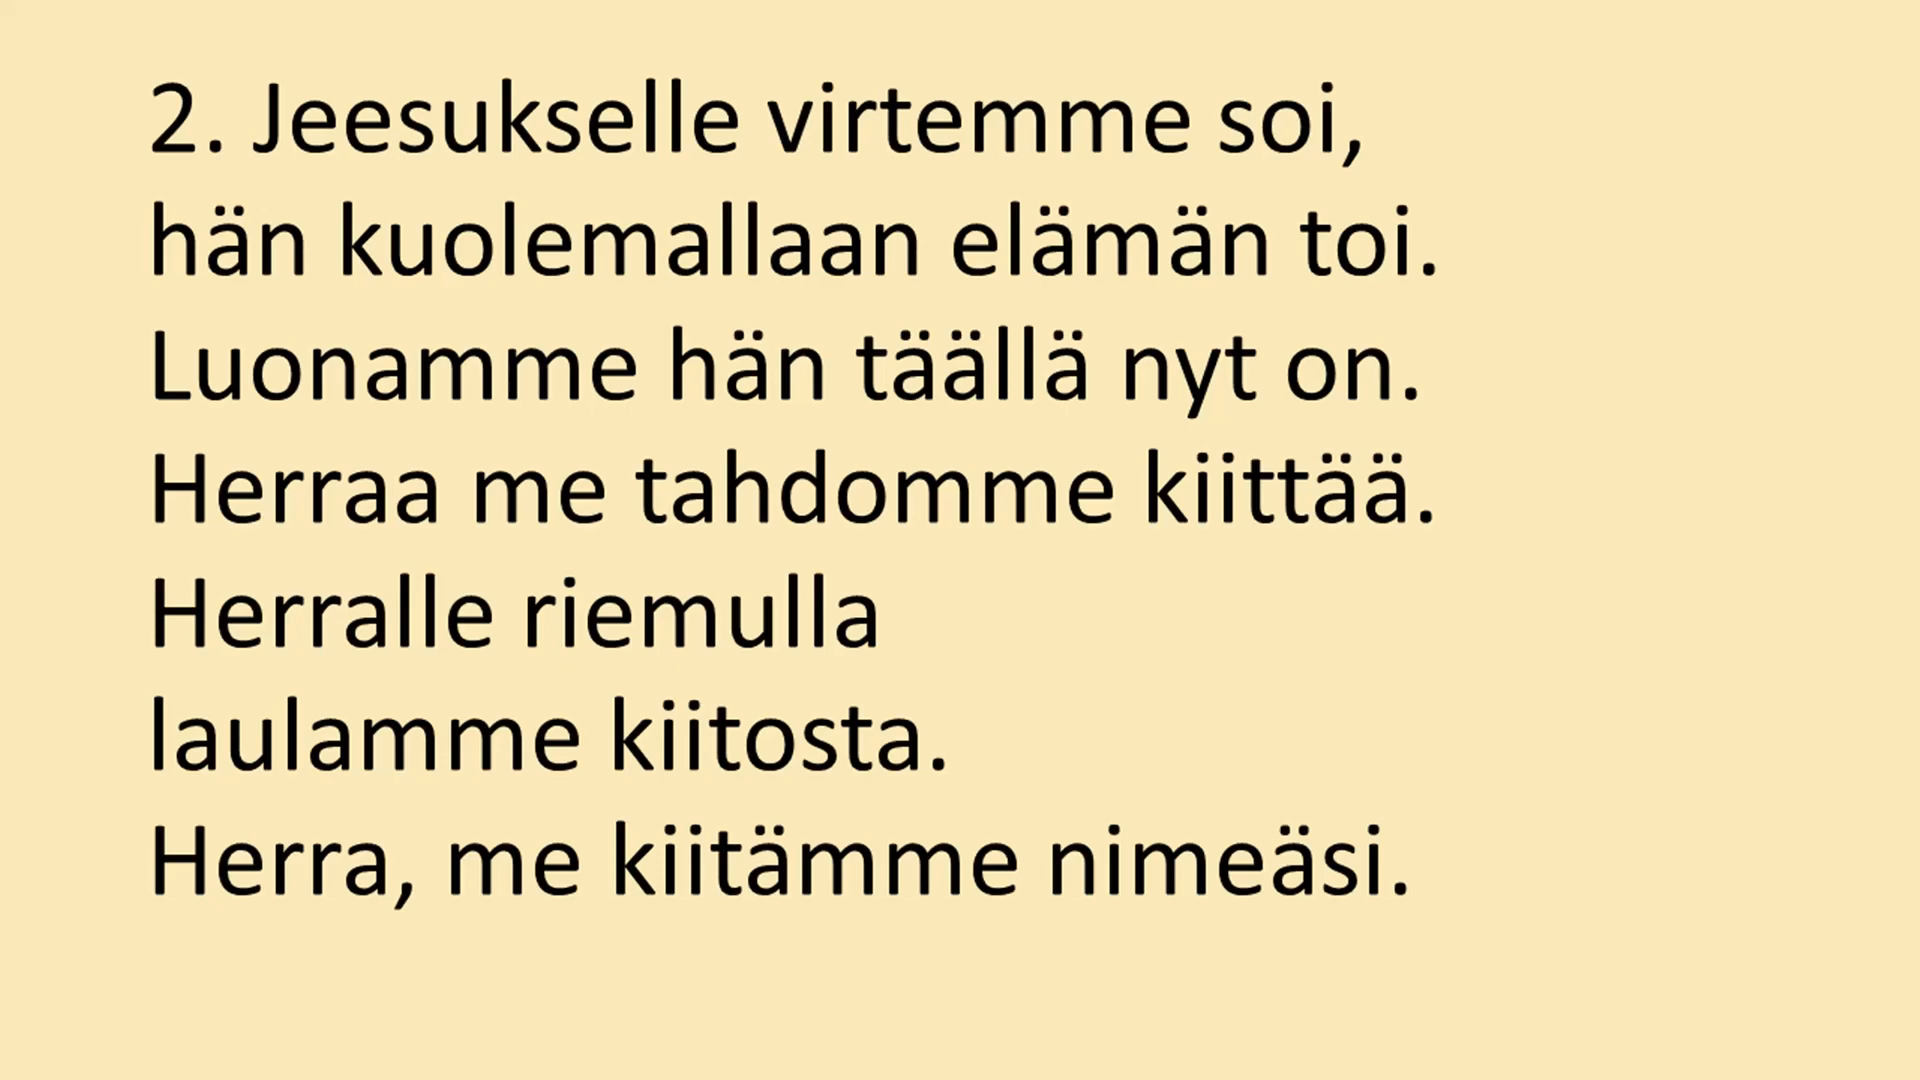 2. Jeesukselle virtemme soi,
hän kuolemallaan elämän toi.
Luonamme hän täällä nyt on.
Herraa me tahdomme kiittää.
Herralle riemulla
laulamme kiitosta.
Herra, me kiitämme nimeäsi.